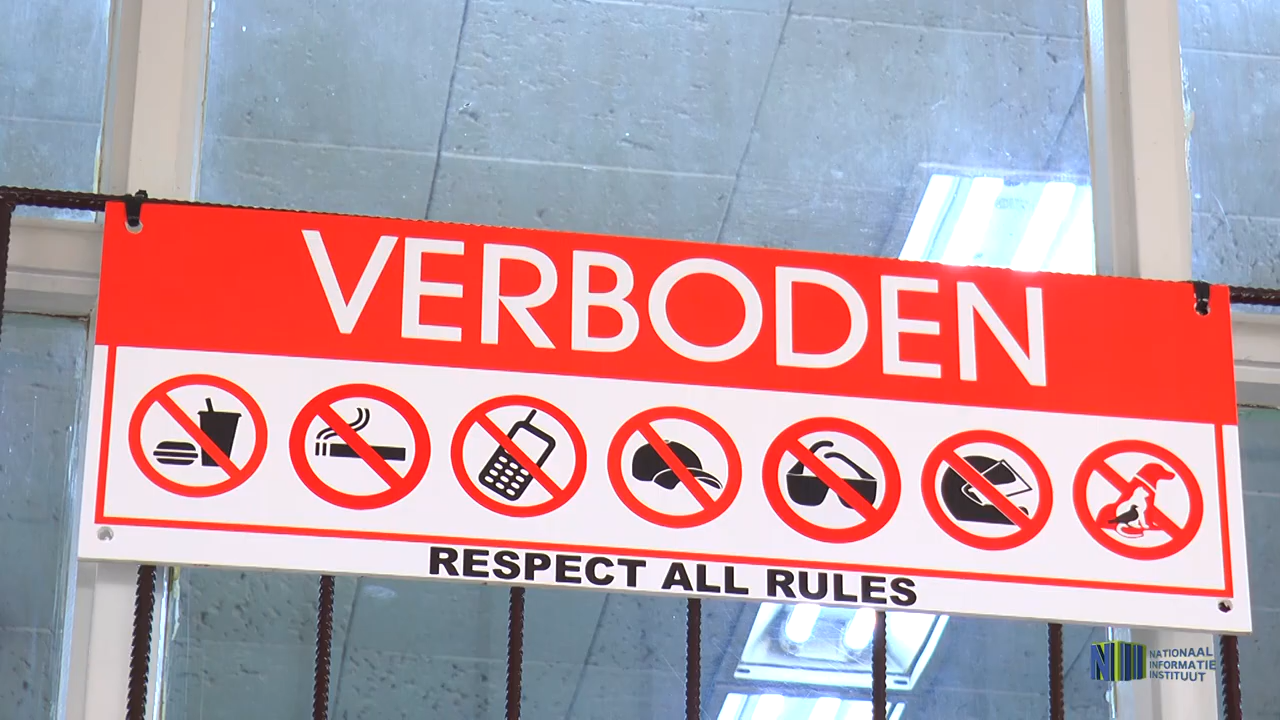 VERBODEN
RESPECT ALL RULES
NATIONAAL
INFORMATIE
INSTITUUT